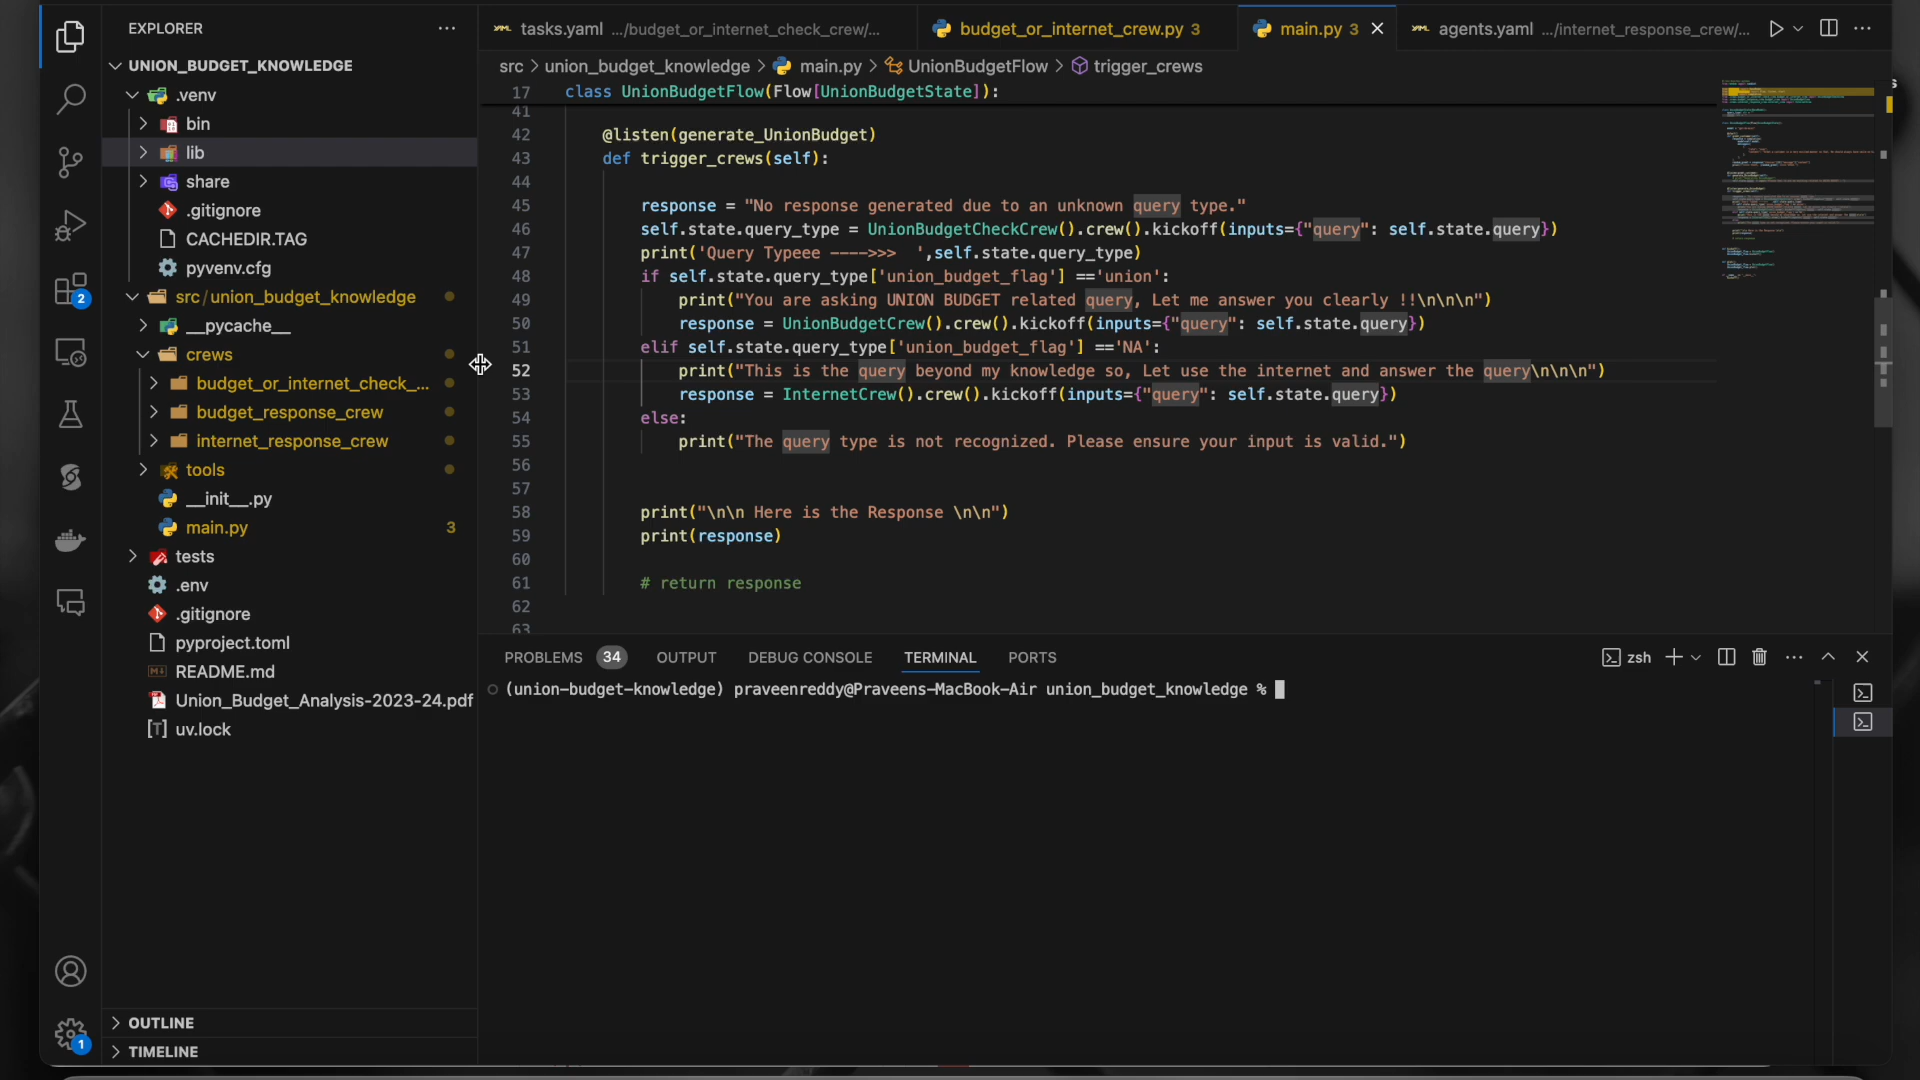 EXPLORER
UNION_BUDGET_KNOWLEDGE
.venv
bin
lib
share
.gitignore
CACHEDIR.TAG
pyvenv.cfg
src/union_budget_knowledge
__pycache__
crews
budget_or_internet_check_...
budget_response_crew
internet_response_crew
tools
__init__.py
main.py 3
tests
.env
.gitignore
pyproject.toml
README.md
Union_Budget_Analysis-2023-24.pdf
uv.lock
OUTLINE
TIMELINE
2
1
tasks.yaml .../budget_or_internet_check_crew/...
budget_or_internet_crew.py 3
main.py 3
agents.yaml .../internet_response_crew/...
src > union_budget_knowledge > main.py > UnionBudgetFlow > trigger_crews
17 class UnionBudgetFlow(Flow[UnionBudgetState]):
41
42 @listen(generate_UnionBudget)
43 def trigger_crews(self):
44
45 response = "No response generated due to an unknown query type."
46 self.state.query_type = UnionBudgetCheckCrew().crew().kickoff(inputs={"query": self.state.query})
47 print('Query Typeee ---->>>  ',self.state.query_type)
48 if self.state.query_type['union_budget_flag'] =='union':
49 print("You are asking UNION BUDGET related query, Let me answer you clearly !!\n\n\n")
50 response = UnionBudgetCrew().crew().kickoff(inputs={"query": self.state.query})
51 elif self.state.query_type['union_budget_flag'] =='NA':
52 print("This is the query beyond my knowledge so, Let use the internet and answer the query\n\n\n")
53 response = InternetCrew().crew().kickoff(inputs={"query": self.state.query})
54 else:
55 print("The query type is not recognized. Please ensure your input is valid.")
56
57
58 print("\n\n Here is the Response \n\n")
59 print(response)
60
61 # return response
62
63
PROBLEMS 34 OUTPUT DEBUG CONSOLE TERMINAL PORTS
zsh
(union-budget-knowledge) praveenreddy@Praveens-MacBook-Air union_budget_knowledge %